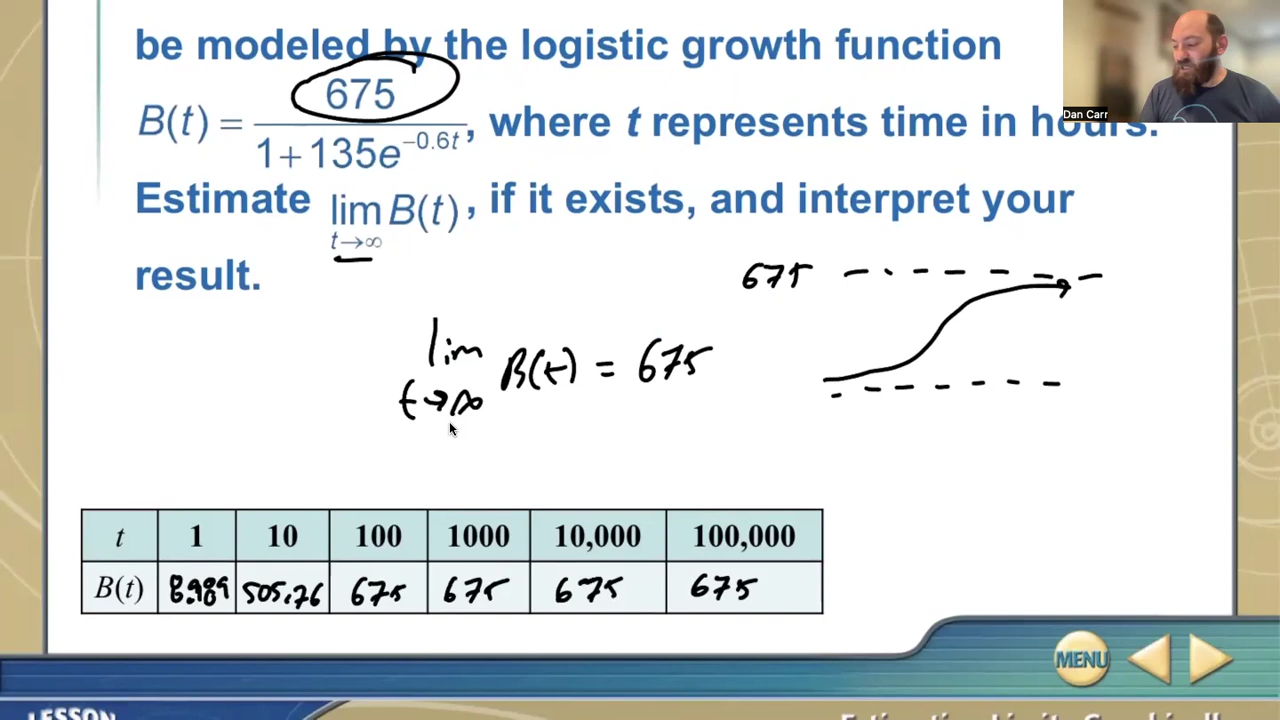 be modeled by the logistic growth function
B(t) = 675 / (1+135e^−0.6t), where t represents time in hours.
Estimate lim t→∞ B(t), if it exists, and interpret your
result.
Dan Carr
675
lim t→∞ B(t) = 675
t 1 10 100 1000 10,000 100,000
B(t) 8.989 505.76 675 675 675 675
MENU
LESSON